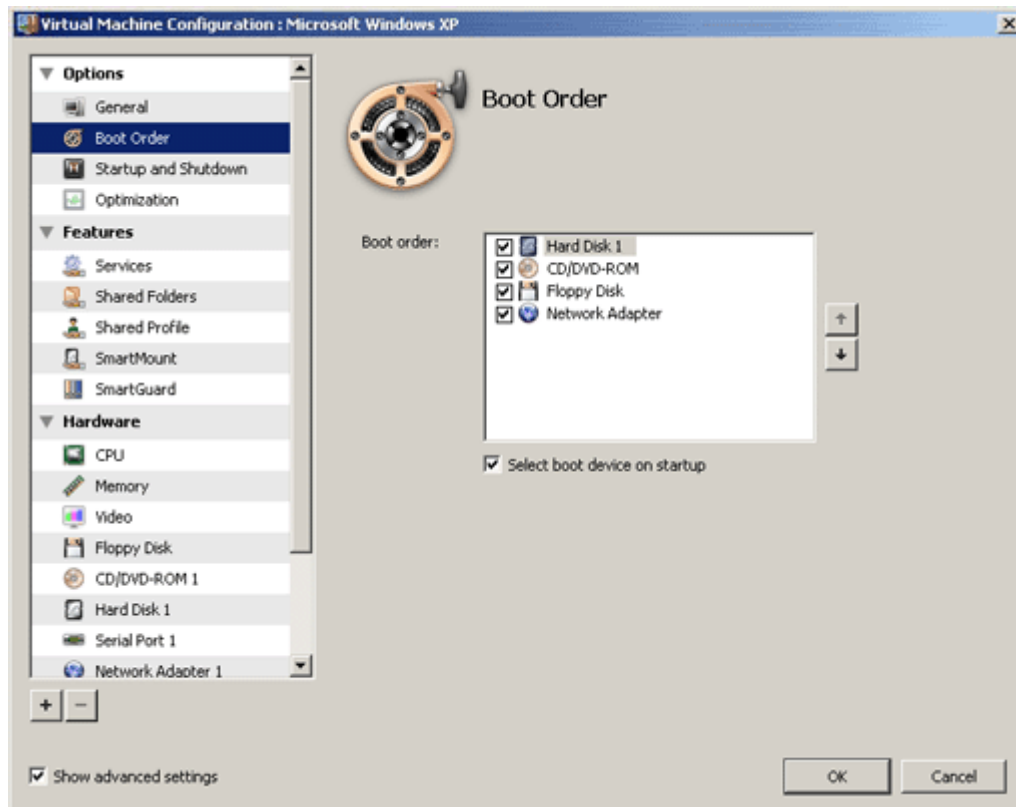 Virtual Machine Configuration : Microsoft Windows XP
Options
General
Boot Order
Startup and Shutdown
Optimization
Features
Services
Shared Folders
Shared Profile
SmartMount
SmartGuard
Hardware
CPU
Memory
Video
Floppy Disk
CD/DVD-ROM 1
Hard Disk 1
Serial Port 1
Network Adapter 1
Boot Order
Boot order:
Hard Disk 1
CD/DVD-ROM
Floppy Disk
Network Adapter
Select boot device on startup
Show advanced settings
OK
Cancel